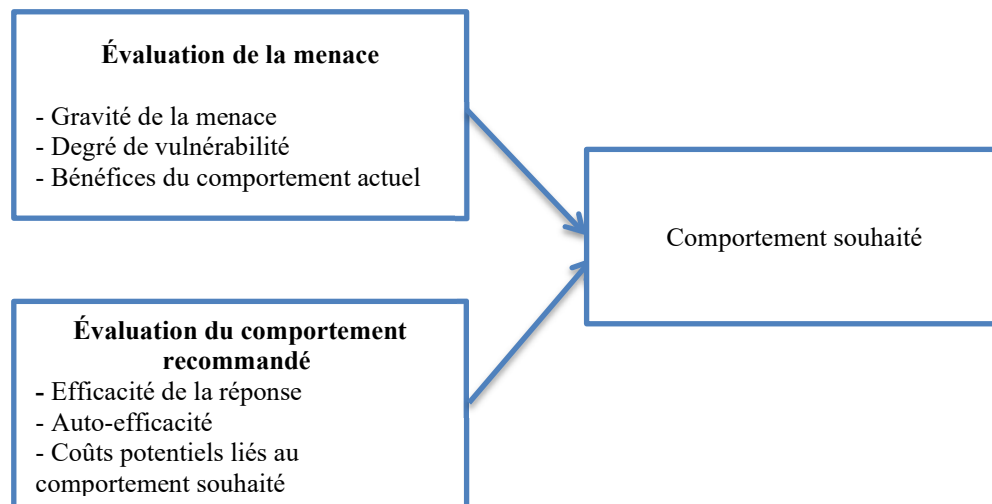 Évaluation de la menace
- Gravité de la menace
- Degré de vulnérabilité
- Bénéfices du comportement actuel
Comportement souhaité
Évaluation du comportement
recommandé
- Efficacité de la réponse
- Auto-efficacité
- Coûts potentiels liés au
comportement souhaité